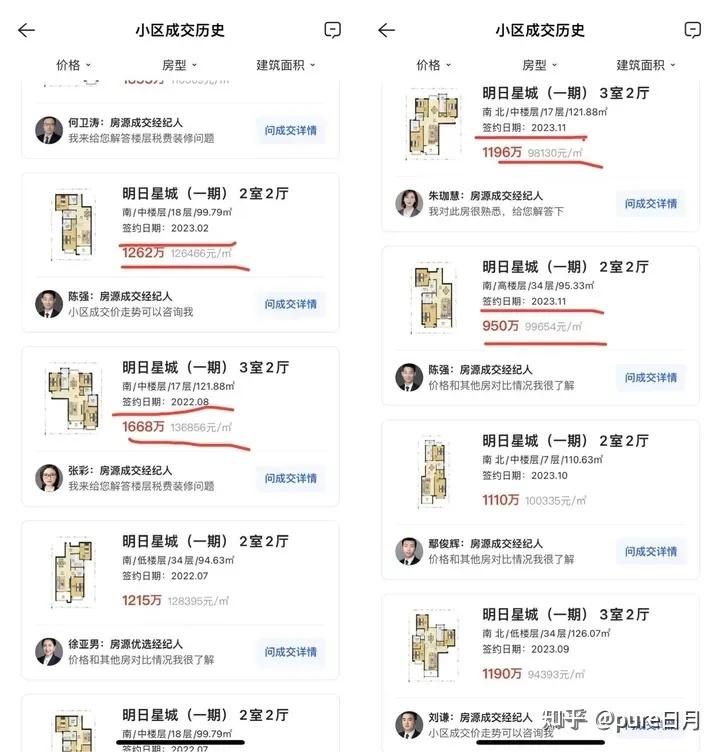 小区成交历史
价格
房型
建筑面积
何卫涛：房源成交经纪人
我来给您解答楼层税费装修问题
问成交详情
明日星城（一期） 2室2厅
南/中楼层/18层/99.79㎡
签约日期：2023.02
1262万 126466元/㎡
陈强：房源成交经纪人
小区成交价走势可以咨询我
问成交详情
明日星城（一期） 3室2厅
南/中楼层/17层/121.88㎡
签约日期：2022.08
1668万 136856元/㎡
张彩：房源成交经纪人
我来给您解答楼层税费装修问题
问成交详情
明日星城（一期） 2室2厅
南/低楼层/34层/94.63㎡
签约日期：2022.07
1215万 128395元/㎡
徐亚男：房源优选经纪人
价格和其他房对比情况我很了解
问成交详情
明日星城（一期） 2室2厅
南/中楼层/18层/99.79㎡
签约日期：2022.07
小区成交历史
价格
房型
建筑面积
明日星城（一期） 3室2厅
南 北/中楼层/17层/121.88㎡
签约日期：2023.11
1196万 98130元/㎡
朱珈慧：房源成交经纪人
我对此房很熟悉，给您解答下
问成交详情
明日星城（一期） 2室2厅
南/高楼层/34层/95.33㎡
签约日期：2023.11
950万 99654元/㎡
陈强：房源成交经纪人
价格和其他房对比情况我很了解
问成交详情
明日星城（一期） 2室2厅
南 北/中楼层/7层/110.63㎡
签约日期：2023.10
1110万 100335元/㎡
鄢俊辉：房源成交经纪人
价格和其他房对比情况我很了解
问成交详情
明日星城（一期） 3室2厅
南 北/低楼层/34层/126.07㎡
签约日期：2023.09
1190万 94393元/㎡
刘谦：房源成交经纪人
小区成交价走势可以咨询我
知乎 @pure日月